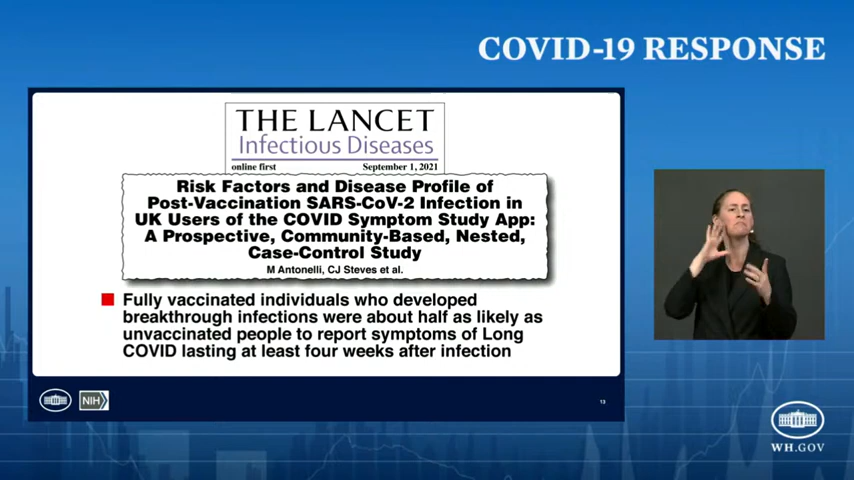 COVID-19 RESPONSE
THE LANCET
Infectious Diseases
online first September 1, 2021
Risk Factors and Disease Profile of
Post-Vaccination SARS-CoV-2 Infection in
UK Users of the COVID Symptom Study App:
A Prospective, Community-Based, Nested,
Case-Control Study
M Antonelli, CJ Steves et al.
Fully vaccinated individuals who developed
breakthrough infections were about half as likely as
unvaccinated people to report symptoms of Long
COVID lasting at least four weeks after infection
NIH
13
WH.GOV